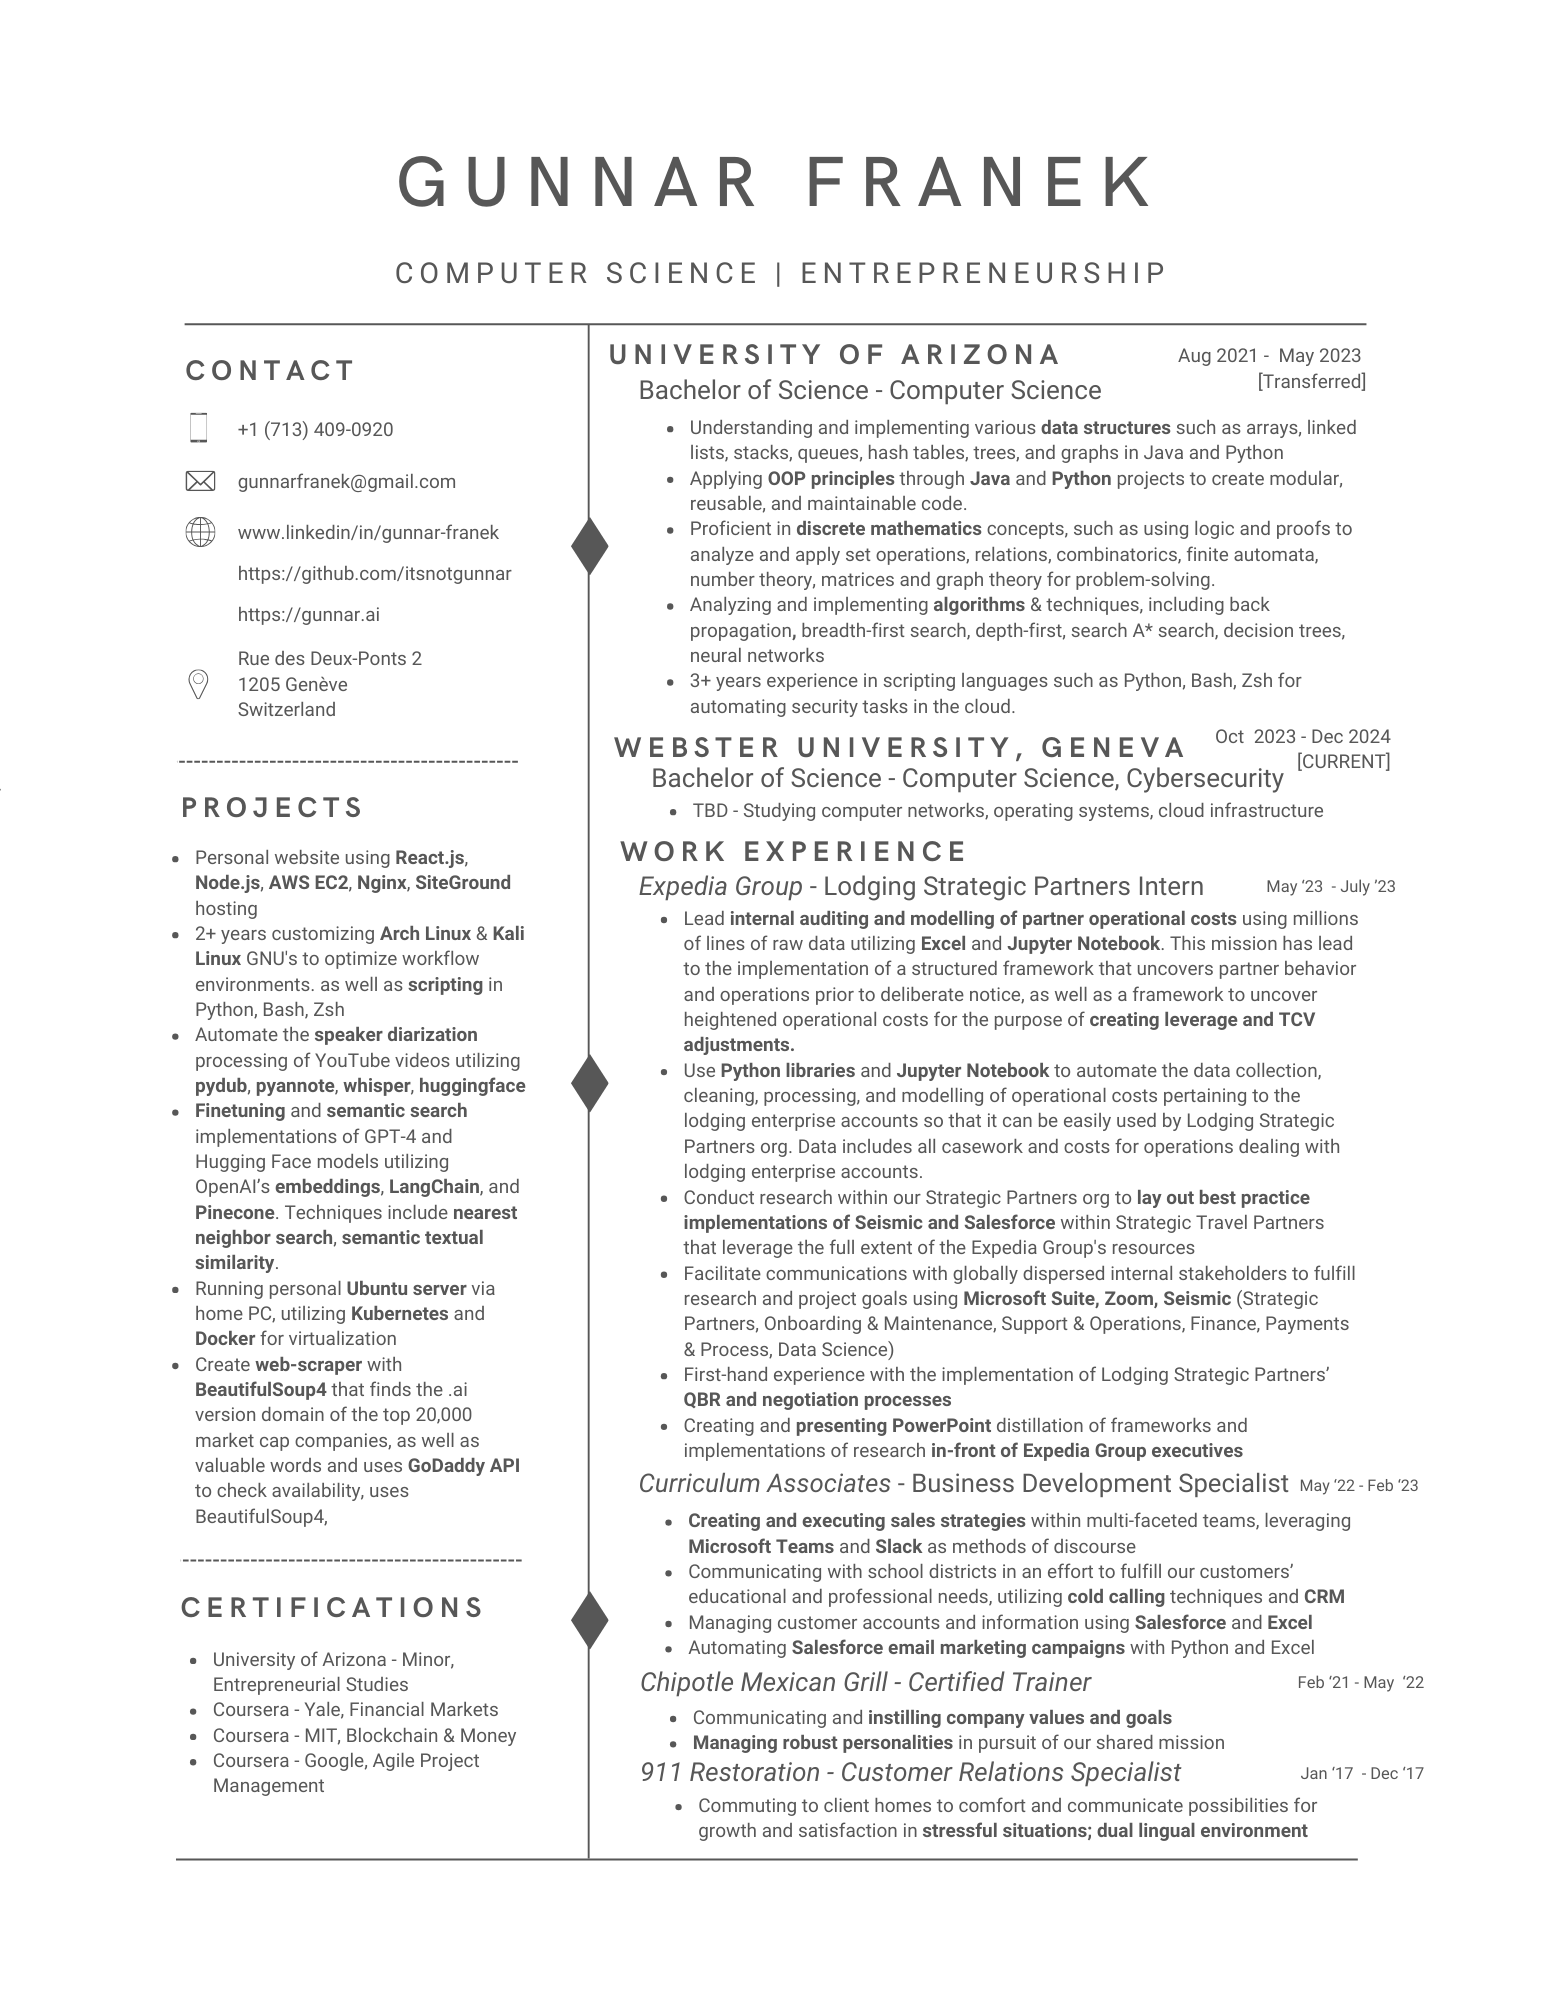 GUNNAR FRANEK
COMPUTER SCIENCE | ENTREPRENEURSHIP
CONTACT
+1 (713) 409-0920
gunnarfranek@gmail.com
www.linkedin/in/gunnar-franek
https://github.com/itsnotgunnar
https://gunnar.ai
Rue des Deux-Ponts 2
1205 Genève
Switzerland
PROJECTS
• Personal website using React.js,
Node.js, AWS EC2, Nginx, SiteGround
hosting
• 2+ years customizing Arch Linux & Kali
Linux GNU's to optimize workflow
environments. as well as scripting in
Python, Bash, Zsh
• Automate the speaker diarization
processing of YouTube videos utilizing
pydub, pyannote, whisper, huggingface
• Finetuning and semantic search
implementations of GPT-4 and
Hugging Face models utilizing
OpenAI’s embeddings, LangChain, and
Pinecone. Techniques include nearest
neighbor search, semantic textual
similarity.
• Running personal Ubuntu server via
home PC, utilizing Kubernetes and
Docker for virtualization
• Create web-scraper with
BeautifulSoup4 that finds the .ai
version domain of the top 20,000
market cap companies, as well as
valuable words and uses GoDaddy API
to check availability, uses
BeautifulSoup4,
CERTIFICATIONS
• University of Arizona - Minor,
Entrepreneurial Studies
• Coursera - Yale, Financial Markets
• Coursera - MIT, Blockchain & Money
• Coursera - Google, Agile Project
Management
UNIVERSITY OF ARIZONA Aug 2021 - May 2023
Bachelor of Science - Computer Science [Transferred]
• Understanding and implementing various data structures such as arrays, linked
lists, stacks, queues, hash tables, trees, and graphs in Java and Python
• Applying OOP principles through Java and Python projects to create modular,
reusable, and maintainable code.
• Proficient in discrete mathematics concepts, such as using logic and proofs to
analyze and apply set operations, relations, combinatorics, finite automata,
number theory, matrices and graph theory for problem-solving.
• Analyzing and implementing algorithms & techniques, including back
propagation, breadth-first search, depth-first, search A* search, decision trees,
neural networks
• 3+ years experience in scripting languages such as Python, Bash, Zsh for
automating security tasks in the cloud.
WEBSTER UNIVERSITY, GENEVA Oct 2023 - Dec 2024
Bachelor of Science - Computer Science, Cybersecurity [CURRENT]
• TBD - Studying computer networks, operating systems, cloud infrastructure
WORK EXPERIENCE
Expedia Group - Lodging Strategic Partners Intern May ‘23 - July ‘23
• Lead internal auditing and modelling of partner operational costs using millions
of lines of raw data utilizing Excel and Jupyter Notebook. This mission has lead
to the implementation of a structured framework that uncovers partner behavior
and operations prior to deliberate notice, as well as a framework to uncover
heightened operational costs for the purpose of creating leverage and TCV
adjustments.
• Use Python libraries and Jupyter Notebook to automate the data collection,
cleaning, processing, and modelling of operational costs pertaining to the
lodging enterprise accounts so that it can be easily used by Lodging Strategic
Partners org. Data includes all casework and costs for operations dealing with
lodging enterprise accounts.
• Conduct research within our Strategic Partners org to lay out best practice
implementations of Seismic and Salesforce within Strategic Travel Partners
that leverage the full extent of the Expedia Group's resources
• Facilitate communications with globally dispersed internal stakeholders to fulfill
research and project goals using Microsoft Suite, Zoom, Seismic (Strategic
Partners, Onboarding & Maintenance, Support & Operations, Finance, Payments
& Process, Data Science)
• First-hand experience with the implementation of Lodging Strategic Partners’
QBR and negotiation processes
• Creating and presenting PowerPoint distillation of frameworks and
implementations of research in-front of Expedia Group executives
Curriculum Associates - Business Development Specialist May ‘22 - Feb ‘23
• Creating and executing sales strategies within multi-faceted teams, leveraging
Microsoft Teams and Slack as methods of discourse
• Communicating with school districts in an effort to fulfill our customers’
educational and professional needs, utilizing cold calling techniques and CRM
• Managing customer accounts and information using Salesforce and Excel
• Automating Salesforce email marketing campaigns with Python and Excel
Chipotle Mexican Grill - Certified Trainer Feb ‘21 - May ‘22
• Communicating and instilling company values and goals
• Managing robust personalities in pursuit of our shared mission
911 Restoration - Customer Relations Specialist Jan ‘17 - Dec ‘17
• Commuting to client homes to comfort and communicate possibilities for
growth and satisfaction in stressful situations; dual lingual environment